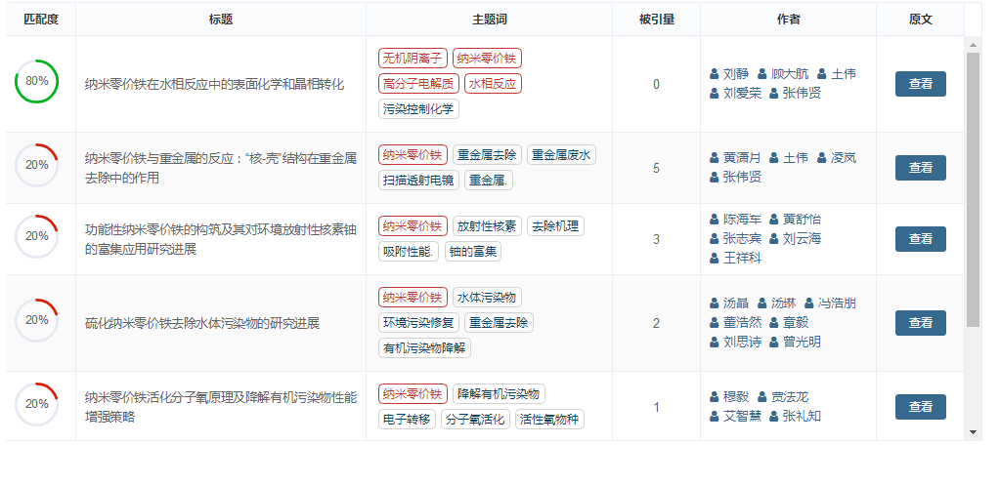 匹配度 标题 主题词 被引量 作者 原文
80%
纳米零价铁在水相反应中的表面化学和晶相转化
无机阴离子 纳米零价铁
高分子电解质 水相反应
污染控制化学
0
刘静 顾大航 王伟
刘爱荣 张伟贤
查看
20%
纳米零价铁与重金属的反应：“核-壳”结构在重金属
去除中的作用
纳米零价铁 重金属去除 重金属废水
扫描透射电镜 重金属.
5
黄潇月 王伟 凌岚
张伟贤
查看
20%
功能性纳米零价铁的构筑及其对环境放射性核素铀
的富集应用研究进展
纳米零价铁 放射性核素 去除机理
吸附性能. 铀的富集
3
陈海军 黄舒怡
张志宾 刘云海
王祥科
查看
20%
硫化纳米零价铁去除水体污染物的研究进展
纳米零价铁 水体污染物
环境污染修复 重金属去除
有机污染物降解
2
汤晶 汤琳 冯浩朋
董浩然 章毅
刘思诗 曾光明
查看
20%
纳米零价铁活化分子氧原理及降解有机污染物性能
增强策略
纳米零价铁 降解有机污染物
电子转移 分子氧活化 活性氧物种
1
穆毅 贾法龙
艾智慧 张礼知
查看